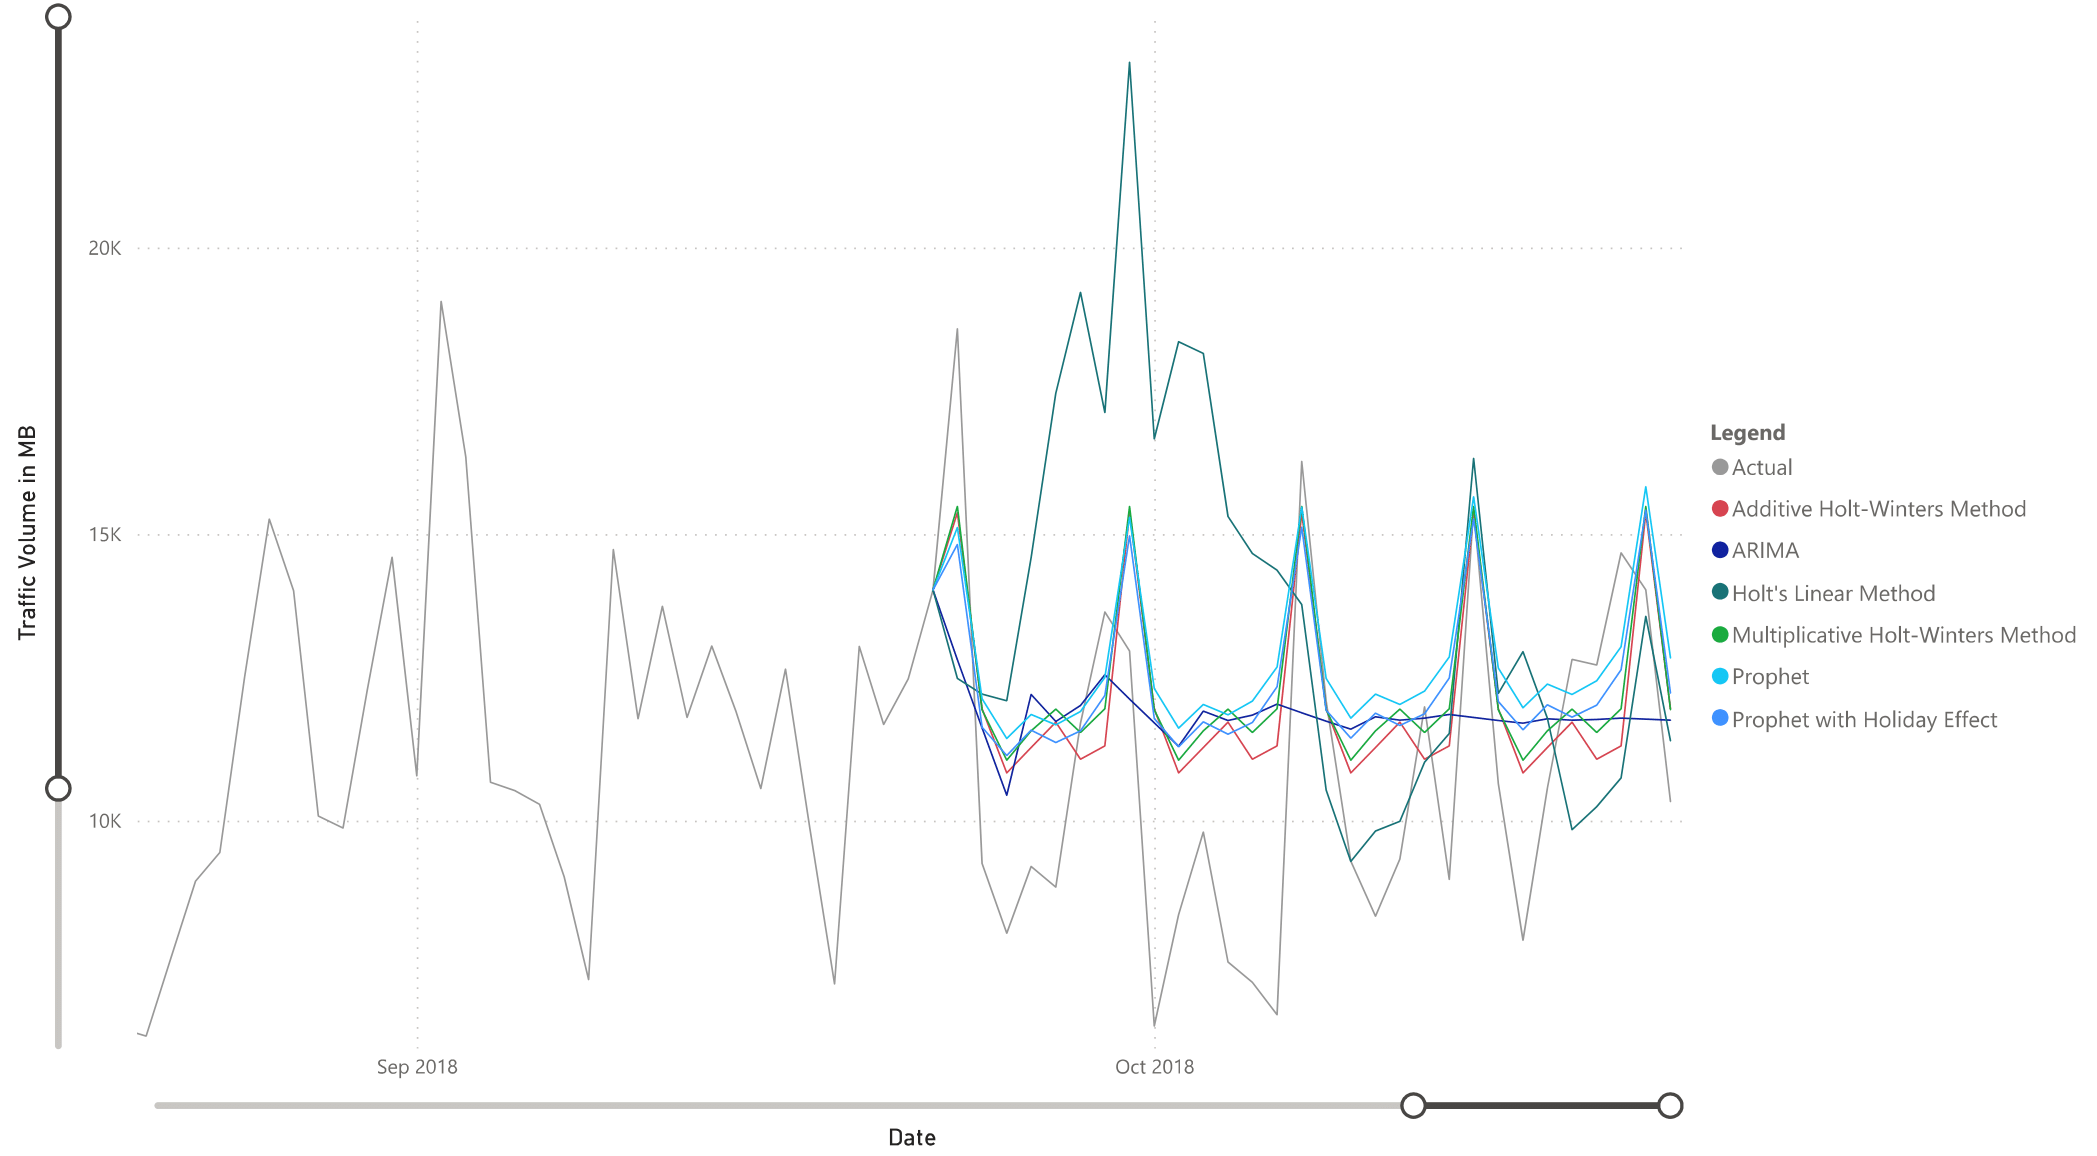 Traffic Volume in MB
20K
15K
10K
Sep 2018
Oct 2018
Date
Legend
Actual
Additive Holt-Winters Method
ARIMA
Holt's Linear Method
Multiplicative Holt-Winters Method
Prophet
Prophet with Holiday Effect